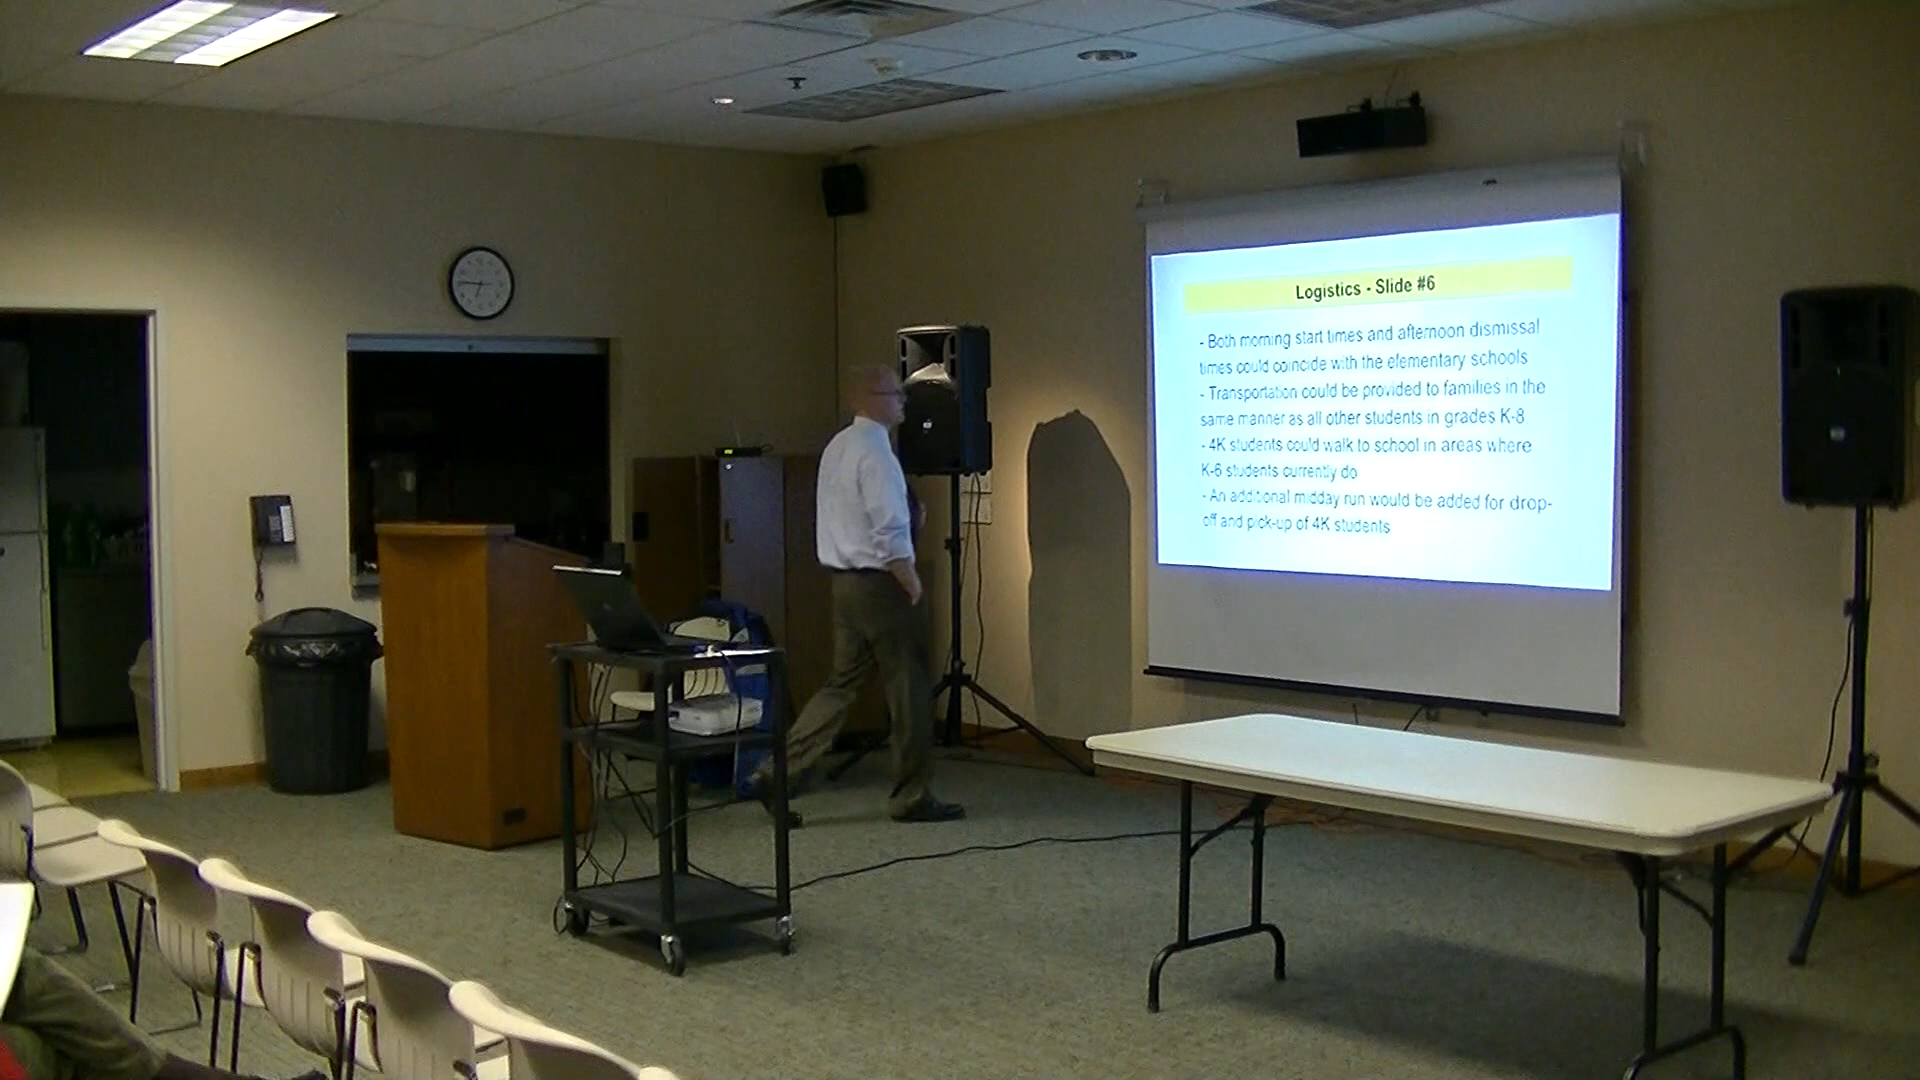 Logistics - Slide #6
- Both morning start times and afternoon dismissal
times could coincide with the elementary schools
- Transportation could be provided to families in the
same manner as all other students in grades K-8
- 4K students could walk to school in areas where
K-6 students currently do
- An additional midday run would be added for drop-
off and pick-up of 4K students